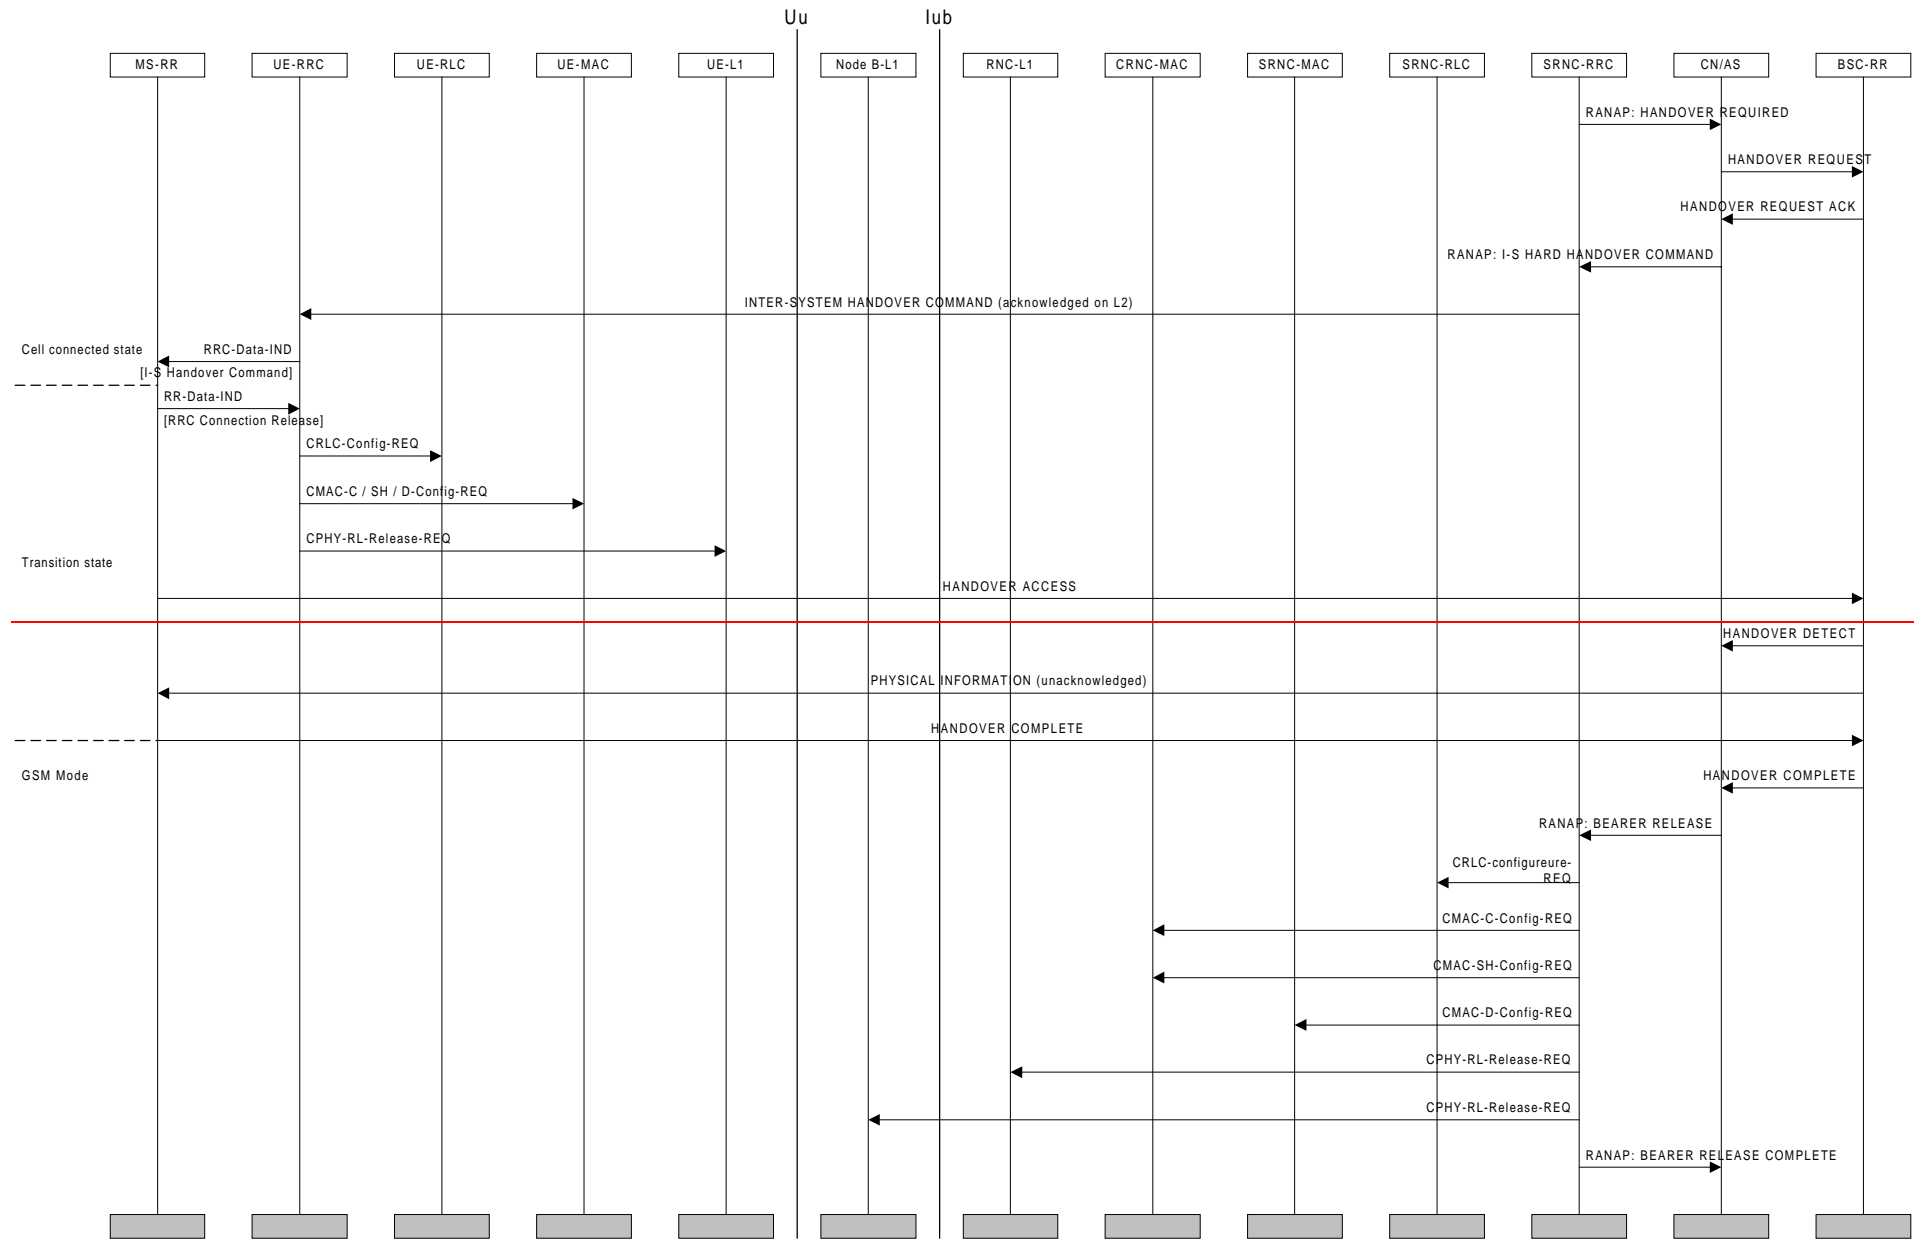 Uu Iub
MS-RR UE-RRC UE-RLC UE-MAC UE-L1 Node B-L1 RNC-L1 CRNC-MAC SRNC-MAC SRNC-RLC SRNC-RRC CN/AS BSC-RR
RANAP: HANDOVER REQUIRED
HANDOVER REQUEST
HANDOVER REQUEST ACK
RANAP: I-S HARD HANDOVER COMMAND
INTER-SYSTEM HANDOVER COMMAND (acknowledged on L2)
Cell connected state RRC-Data-IND
[I-S Handover Command]
RR-Data-IND
[RRC Connection Release]
CRLC-Config-REQ
CMAC-C / SH / D-Config-REQ
CPHY-RL-Release-REQ
Transition state
HANDOVER ACCESS
HANDOVER DETECT
PHYSICAL INFORMATION (unacknowledged)
HANDOVER COMPLETE
GSM Mode HANDOVER COMPLETE
RANAP: BEARER RELEASE
CRLC-configureure-
REQ
CMAC-C-Config-REQ
CMAC-SH-Config-REQ
CMAC-D-Config-REQ
CPHY-RL-Release-REQ
CPHY-RL-Release-REQ
RANAP: BEARER RELEASE COMPLETE